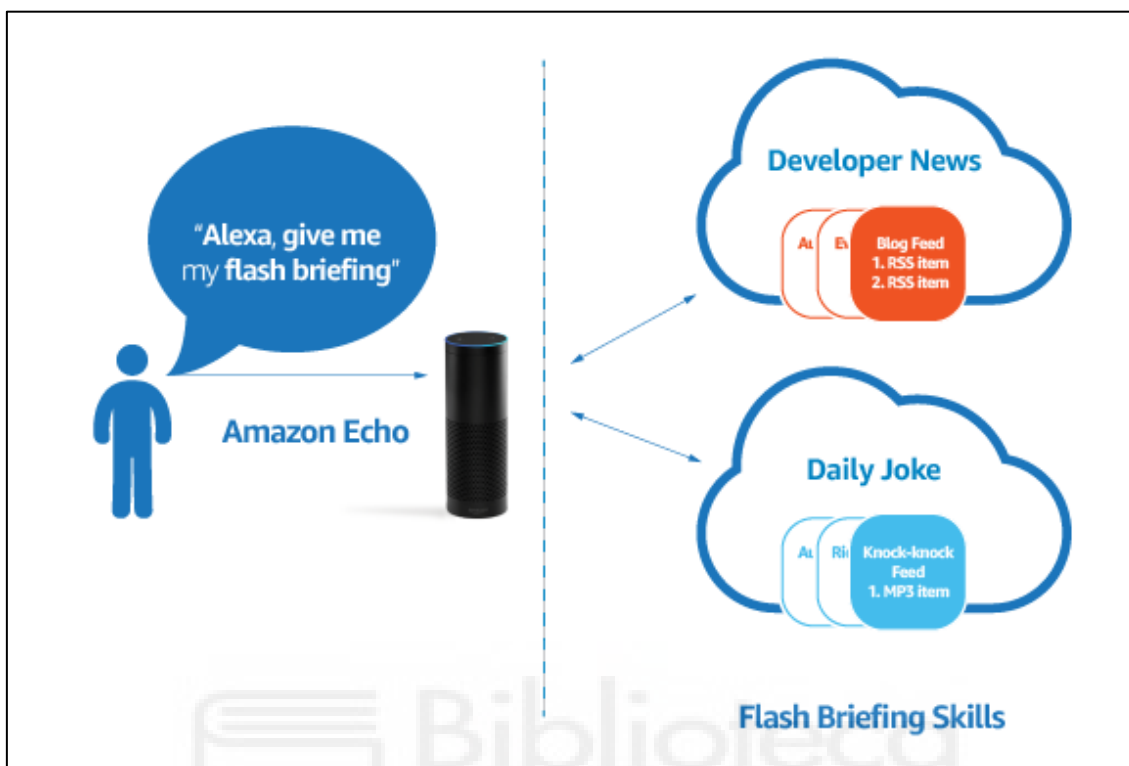 “Alexa, give me
my flash briefing”
Amazon Echo
Developer News
Blog Feed
1. RSS item
2. RSS item
Daily Joke
Knock-knock
Feed
1. MP3 item
Flash Briefing Skills
Biblioteca